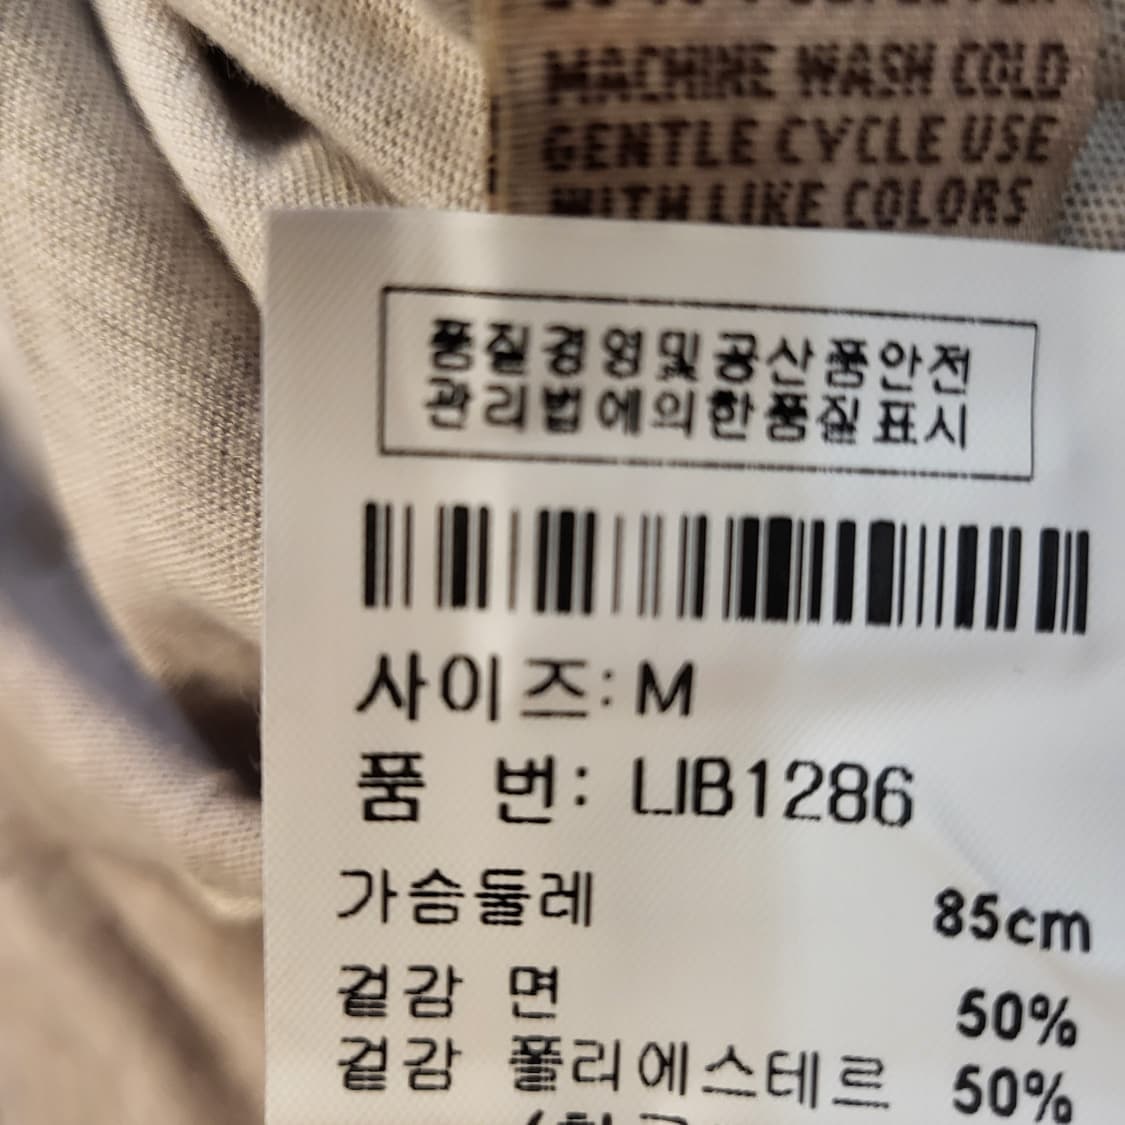 MACHINE WASH COLD
GENTLE CYCLE USE
WITH LIKE COLORS
품질경영및공산품안전
관리법에의한품질표시
사이즈: M
품 번: LIB1286
가슴둘레 85cm
겉감 면 50%
겉감 폴리에스테르 50%